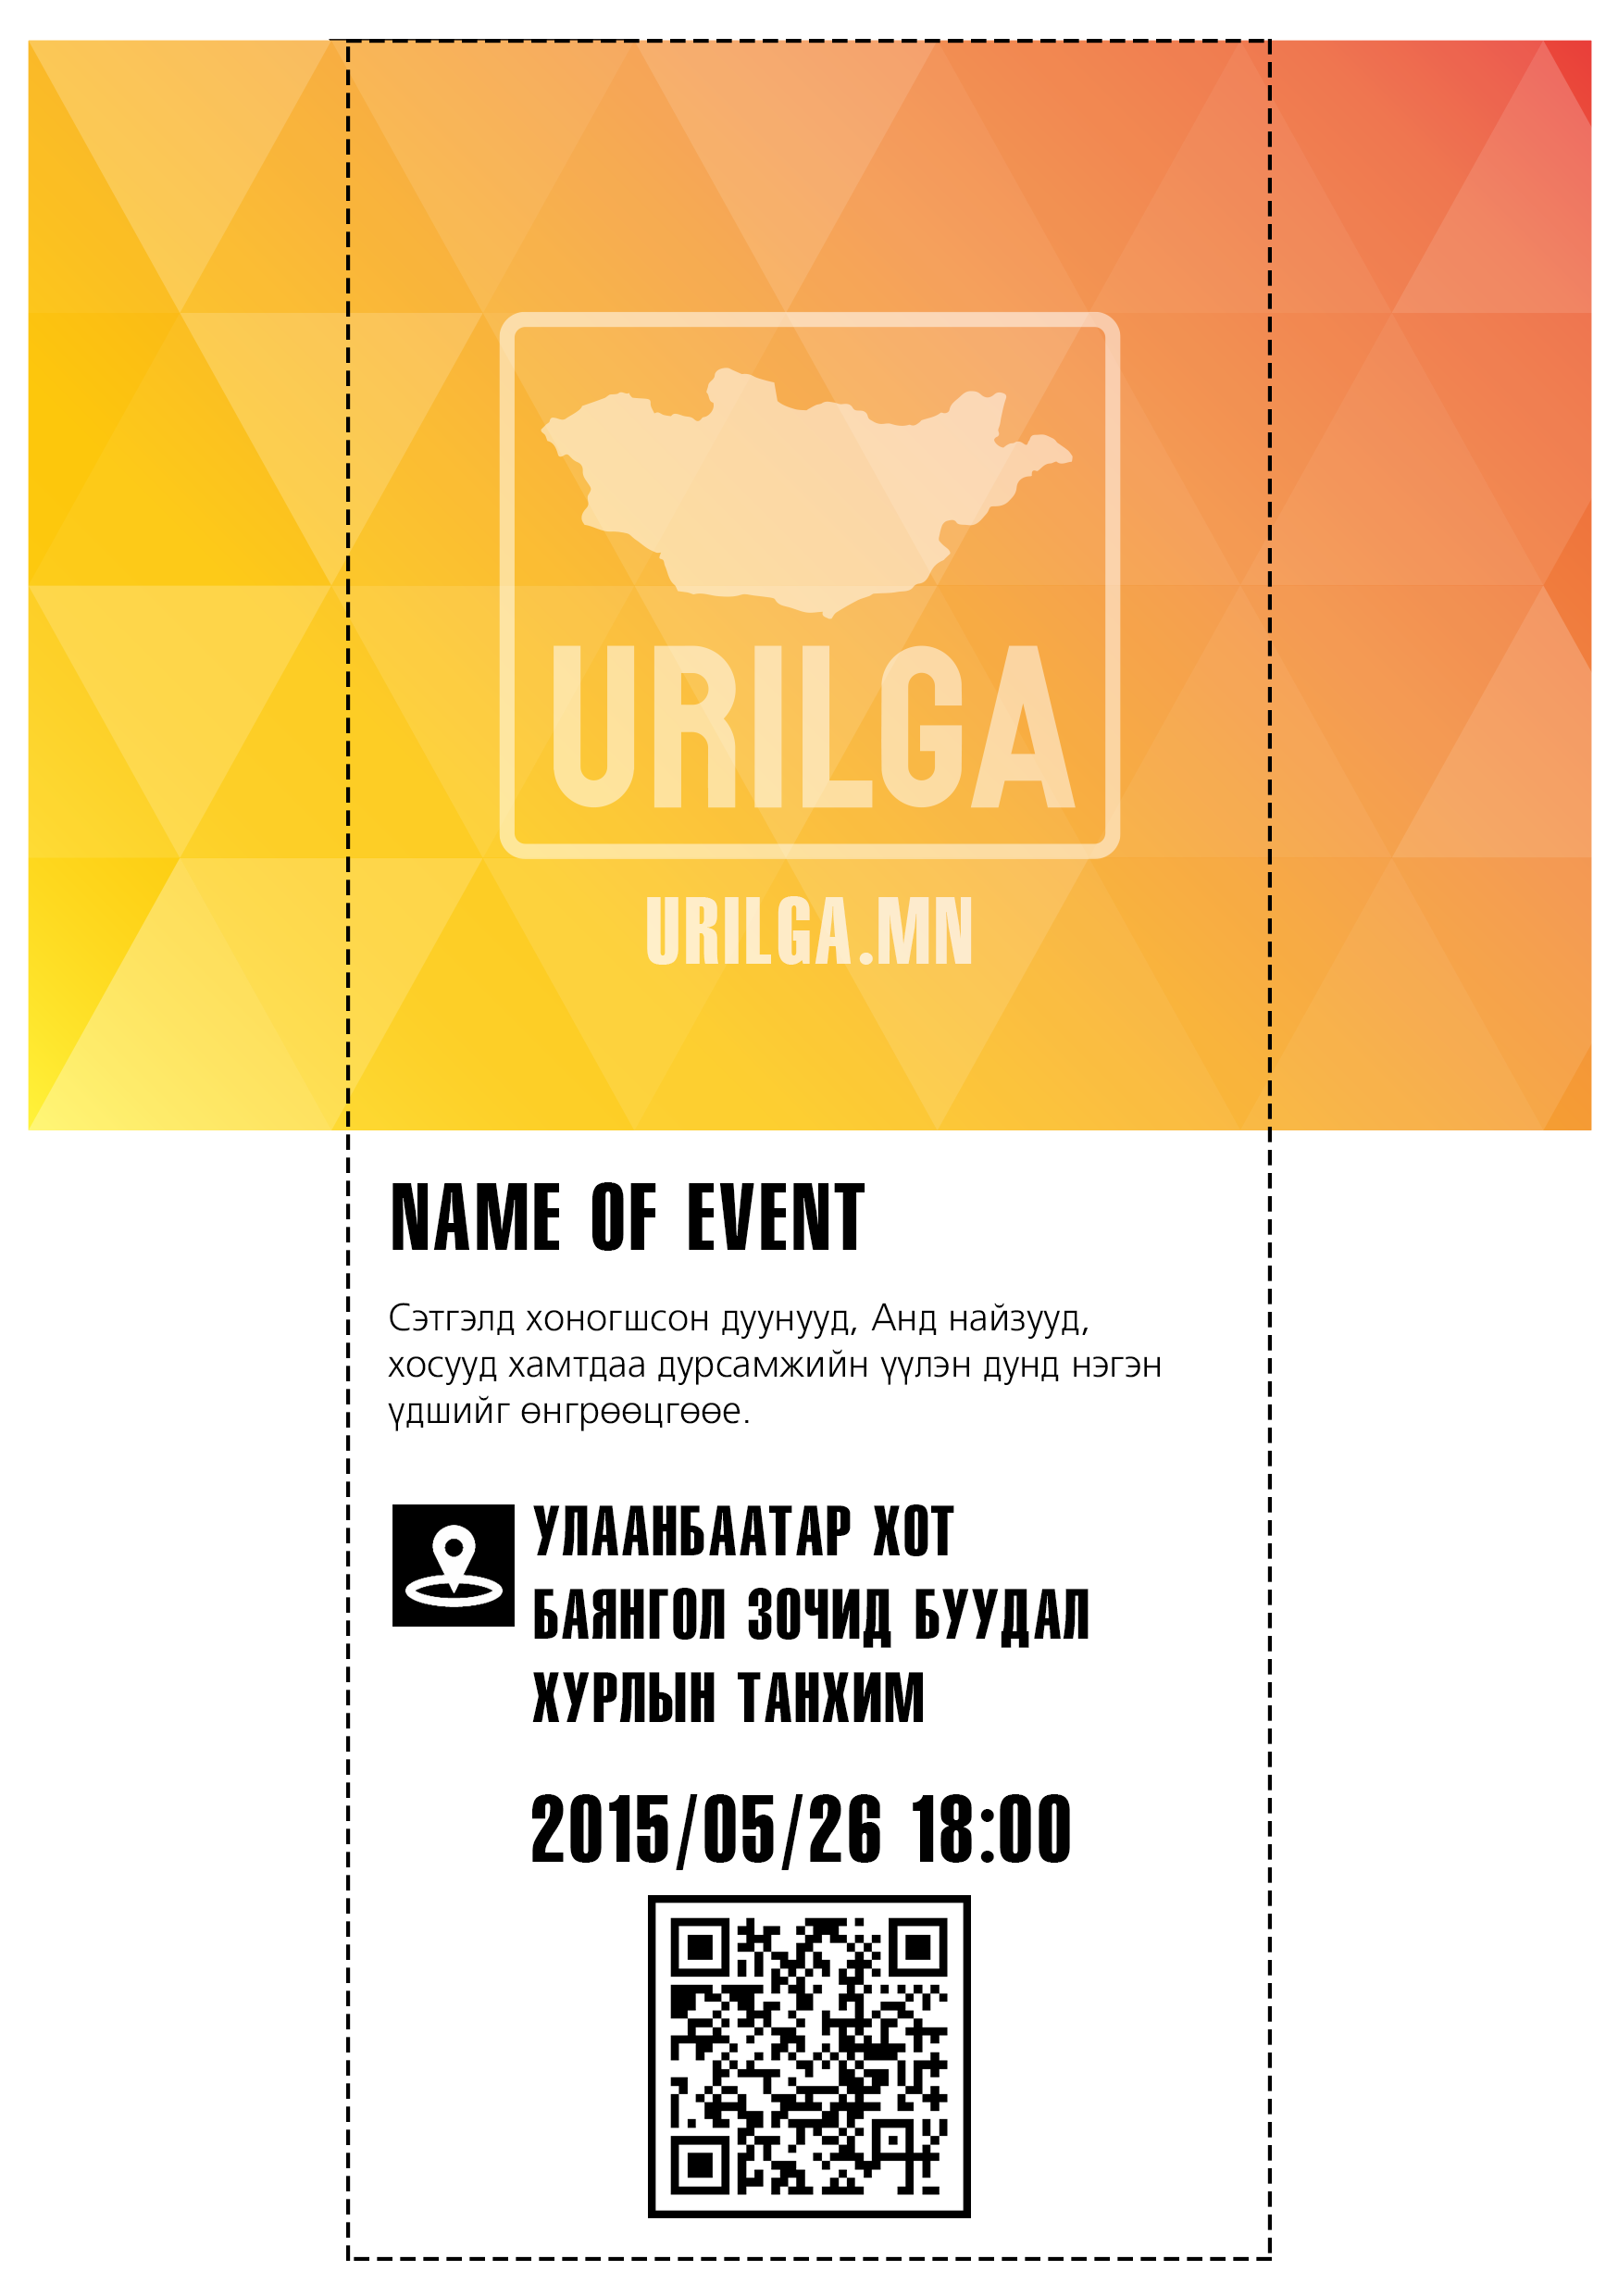 URILGA
URILGA.MN
NAME OF EVENT
Сэтгэлд хоногшсон дуунууд, Анд найзууд,
хосууд хамтдаа дурсамжийн үүлэн дунд нэгэн
үдшийг өнгрөөцгөөе.
УЛААНБААТАР ХОТ
БАЯНГОЛ ЗОЧИД БУУДАЛ
ХУРЛЫН ТАНХИМ
2015/05/26 18:00